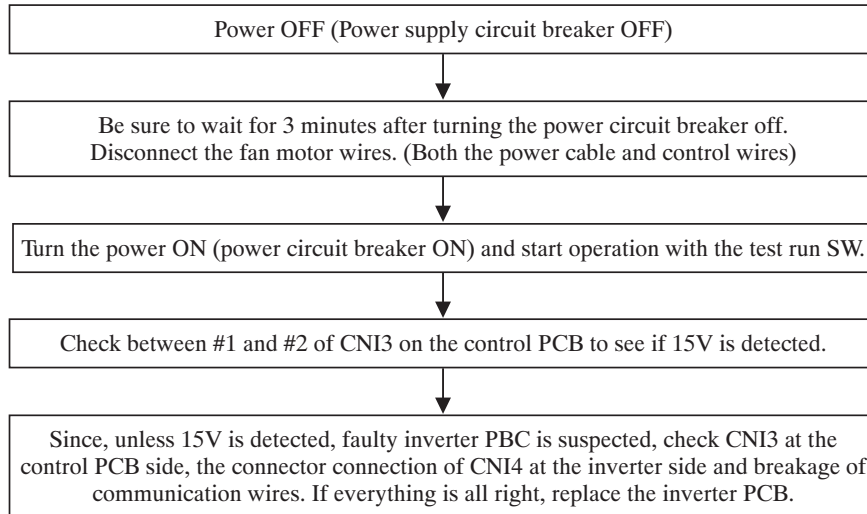 Power OFF (Power supply circuit breaker OFF)
Be sure to wait for 3 minutes after turning the power circuit breaker off.
Disconnect the fan motor wires. (Both the power cable and control wires)
Turn the power ON (power circuit breaker ON) and start operation with the test run SW.
Check between #1 and #2 of CNI3 on the control PCB to see if 15V is detected.
Since, unless 15V is detected, faulty inverter PBC is suspected, check CNI3 at the
control PCB side, the connector connection of CNI4 at the inverter side and breakage of
communication wires. If everything is all right, replace the inverter PCB.